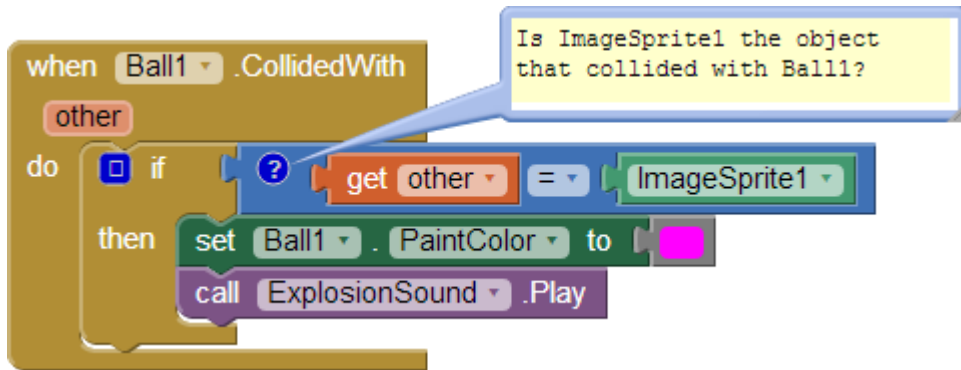 Is ImageSprite1 the object
that collided with Ball1?
when Ball1 .CollidedWith
other
do if ? get other = ImageSprite1
then set Ball1 . PaintColor to
call ExplosionSound .Play